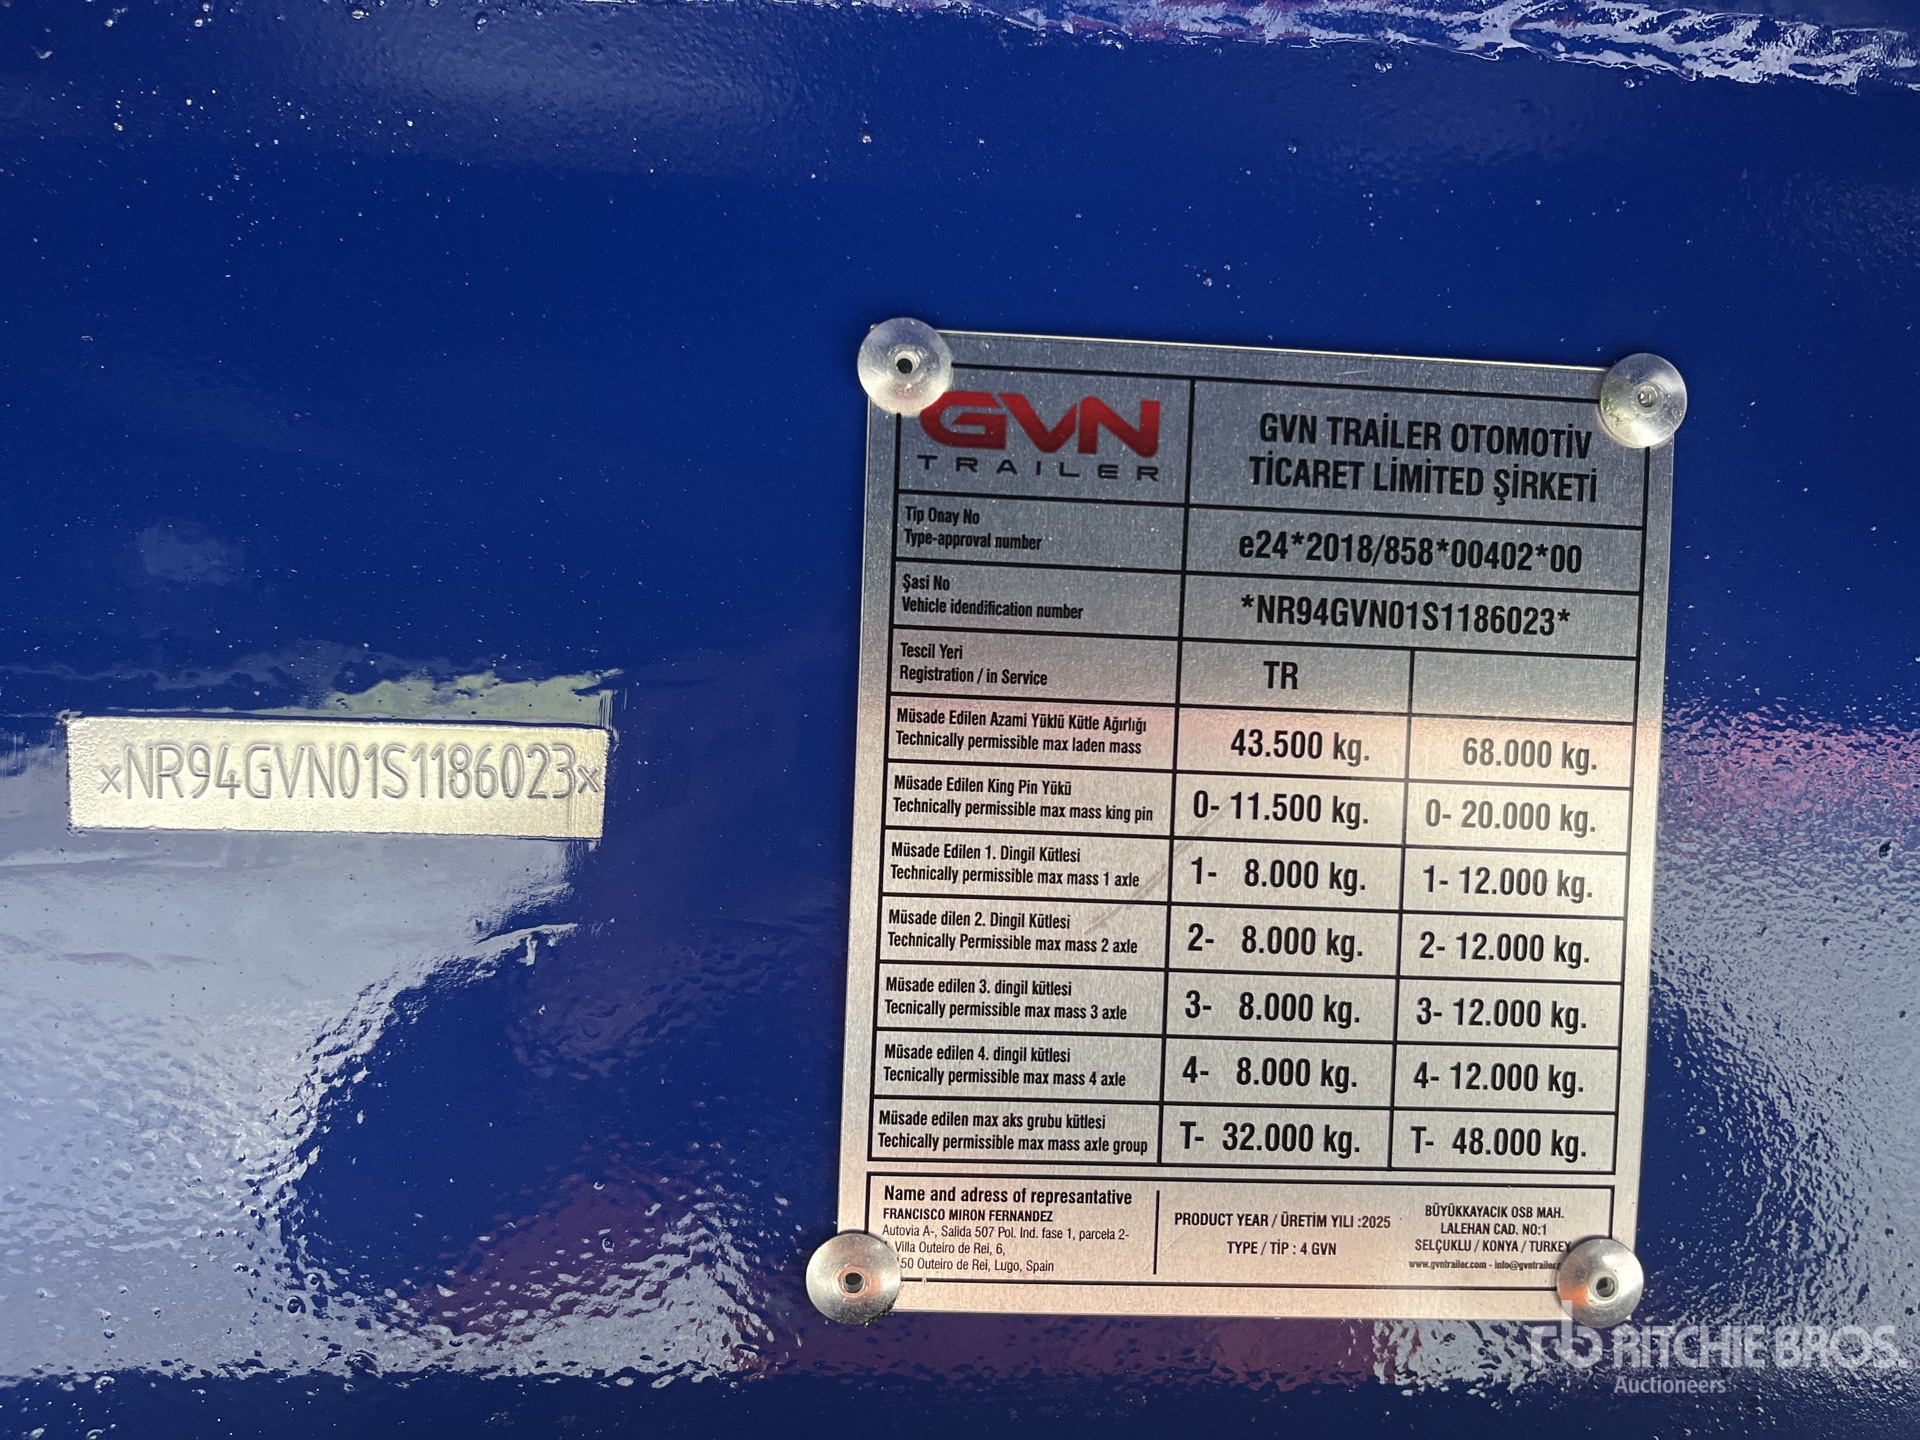 ×NR94GVN01S1186023×
GVN
TRAILER
GVN TRAİLER OTOMOTİV
TİCARET LİMİTED ŞİRKETİ
Tip Onay No
Type-approval number
e24*2018/858*00402*00
Şasi No
Vehicle idendification number
*NR94GVN01S1186023*
Tescil Yeri
Registration / in Service
TR
Müsade Edilen Azami Yüklü Kütle Ağırlığı
Technically permissible max laden mass
43.500 kg.
68.000 kg.
Müsade Edilen King Pin Yükü
Technically permissible max mass king pin
0- 11.500 kg.
0- 20.000 kg.
Müsade Edilen 1. Dingil Kütlesi
Technically permissible max mass 1 axle
1- 8.000 kg.
1- 12.000 kg.
Müsade dilen 2. Dingil Kütlesi
Technically Permissible max mass 2 axle
2- 8.000 kg.
2- 12.000 kg.
Müsade edilen 3. dingil kütlesi
Tecnically permissible max mass 3 axle
3- 8.000 kg.
3- 12.000 kg.
Müsade edilen 4. dingil kütlesi
Tecnically permissible max mass 4 axle
4- 8.000 kg.
4- 12.000 kg.
Müsade edilen max aks grubu kütlesi
Techically permissible max mass axle group
T- 32.000 kg.
T- 48.000 kg.
Name and adress of represantative
FRANCISCO MIRON FERNANDEZ
Autovia A-, Salida 507 Pol. Ind. fase 1, parcela 2-
Villa Outeiro de Rei, 6,
50 Outeiro de Rei, Lugo, Spain
PRODUCT YEAR / ÜRETİM YILI :2025
TYPE / TİP : 4 GVN
BÜYÜKKAYACIK OSB MAH.
LALEHAN CAD. NO:1
SELÇUKLU / KONYA / TURKEY
www.gvntrailer.com - info@gvntrailer.
rb RITCHIE BROS.
Auctioneers